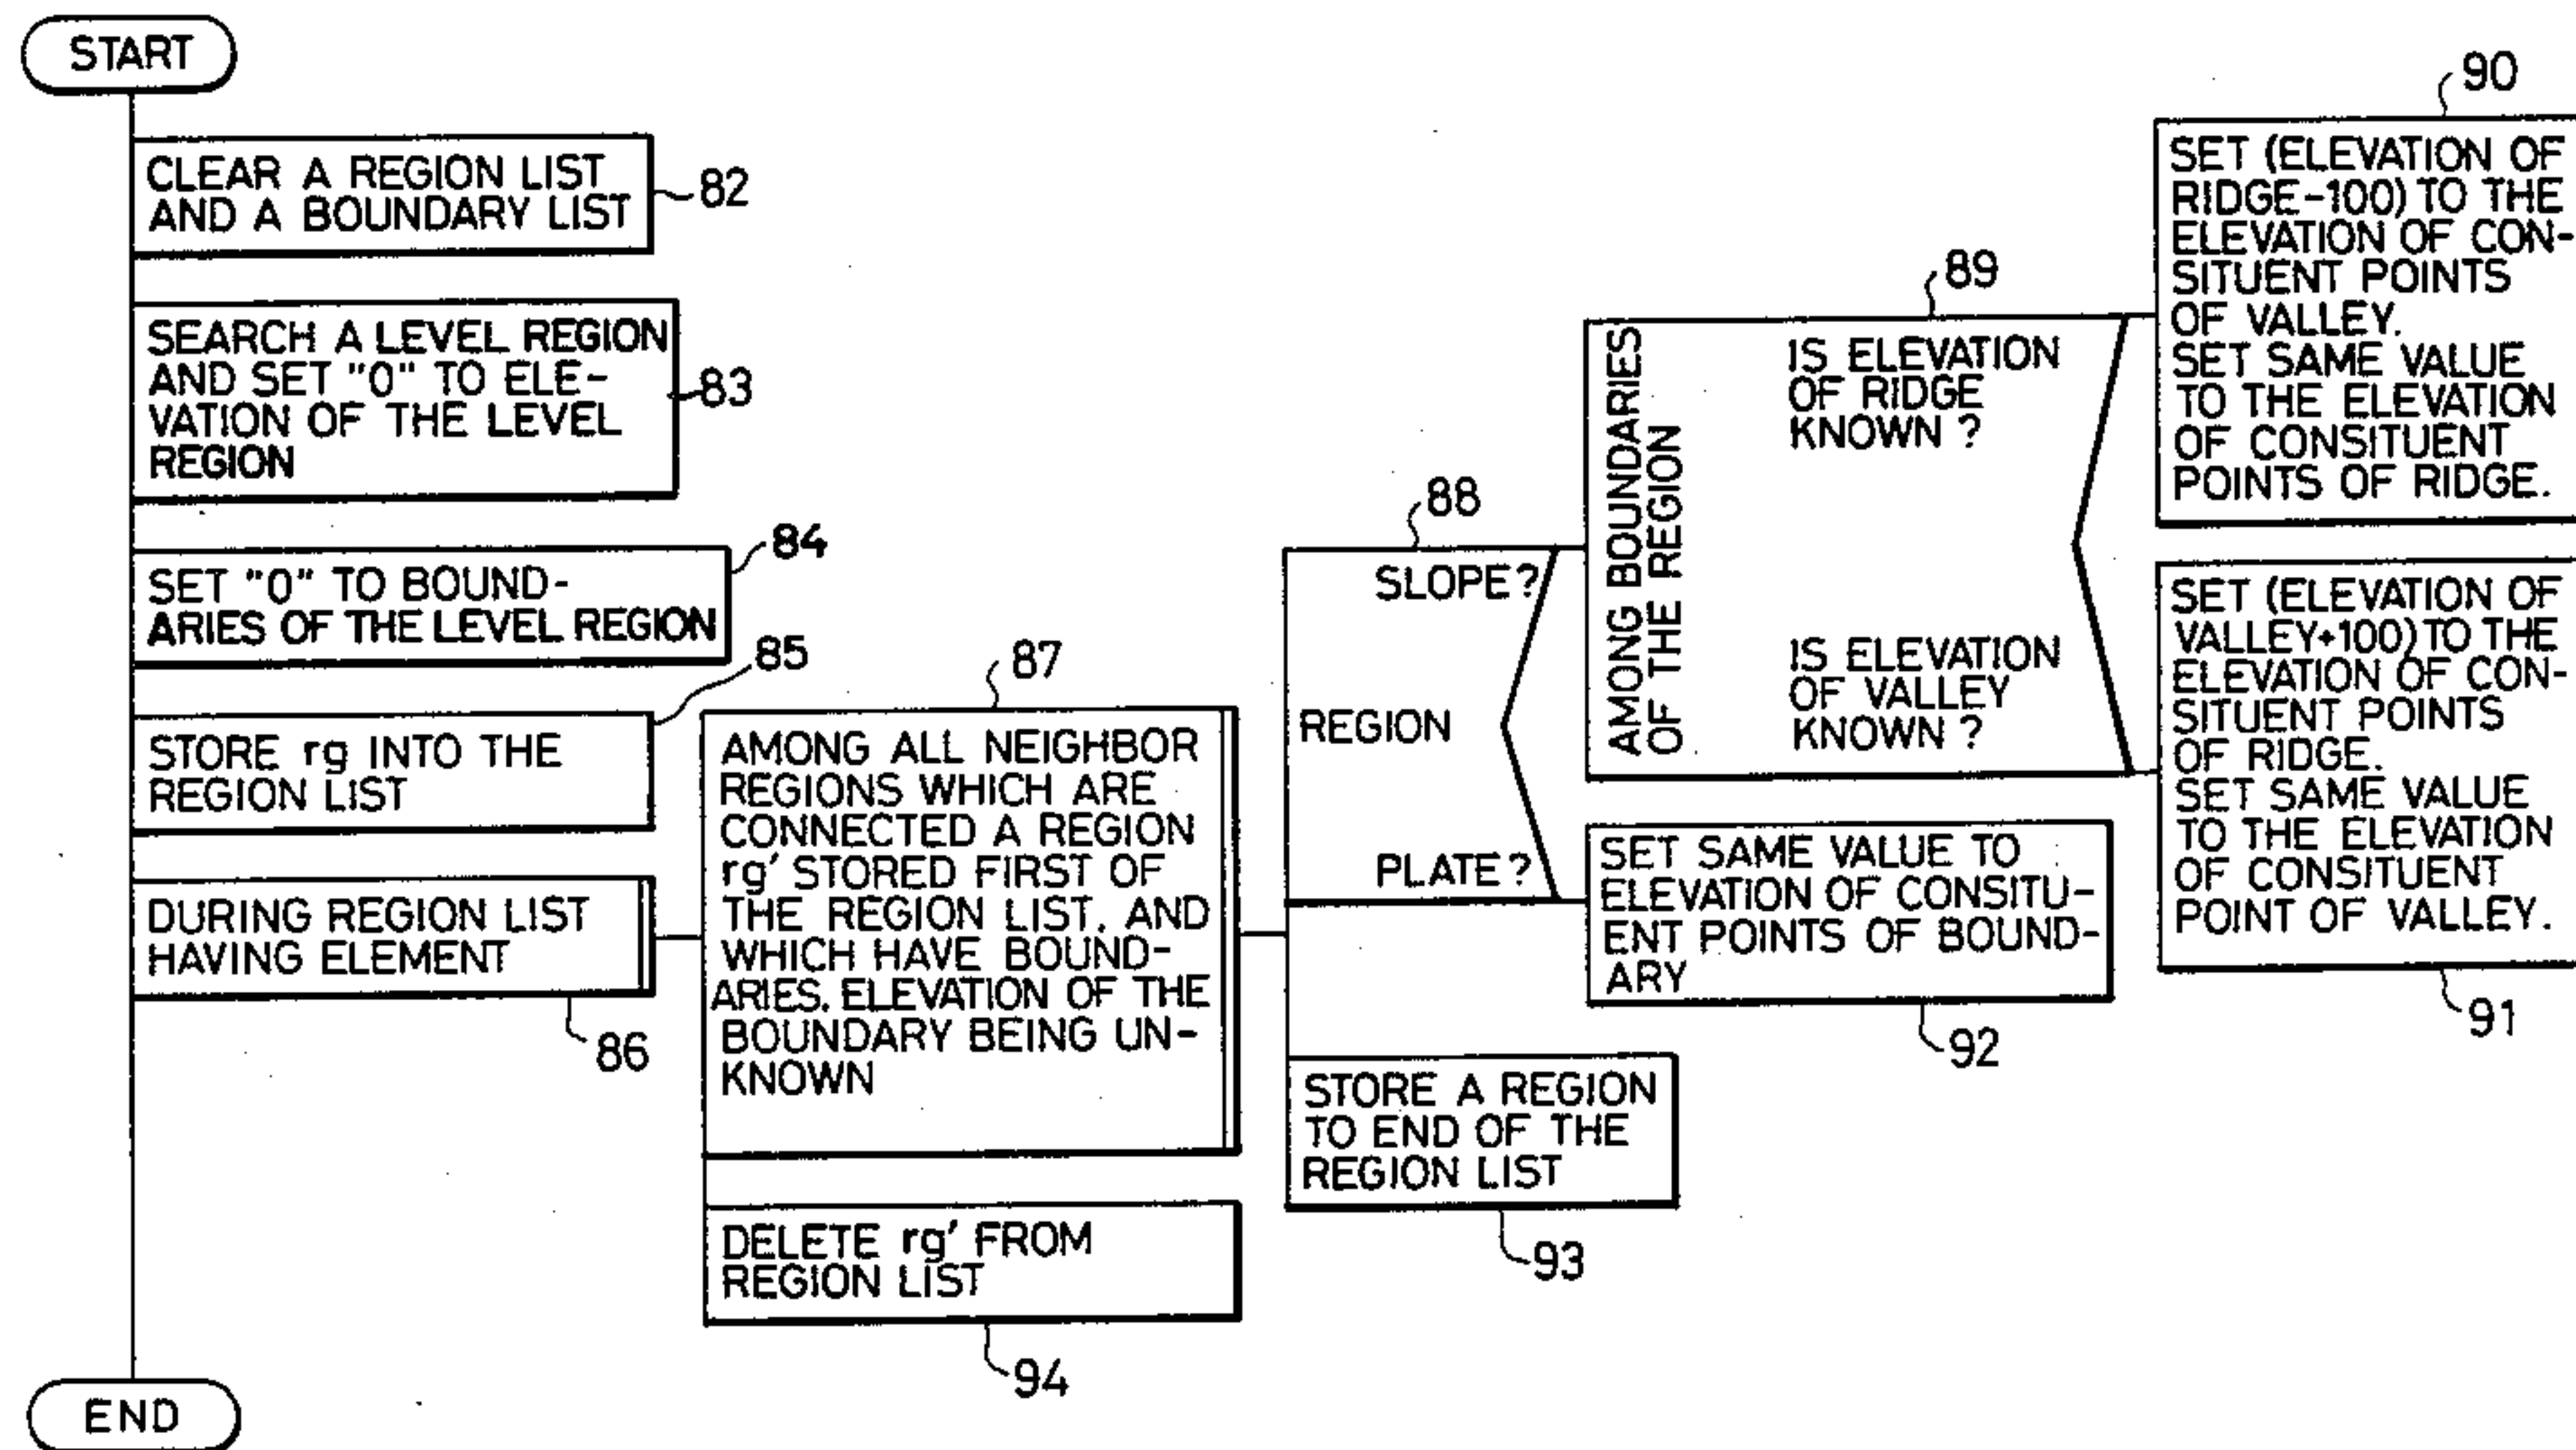 START
CLEAR A REGION LIST
AND A BOUNDARY LIST
82
SEARCH A LEVEL REGION
AND SET "0" TO ELE-
VATION OF THE LEVEL
REGION
83
84
SET "0" TO BOUND-
ARIES OF THE LEVEL REGION
85
STORE rg INTO THE
REGION LIST
DURING REGION LIST
HAVING ELEMENT
86
87
AMONG ALL NEIGHBOR
REGIONS WHICH ARE
CONNECTED A REGION
rg' STORED FIRST OF
THE REGION LIST, AND
WHICH HAVE BOUND-
ARIES, ELEVATION OF THE
BOUNDARY BEING UN-
KNOWN
DELETE rg' FROM
REGION LIST
94
88
SLOPE?
REGION
PLATE?
89
AMONG BOUNDARIES
OF THE REGION
IS ELEVATION
OF RIDGE
KNOWN ?
IS ELEVATION
OF VALLEY
KNOWN ?
90
SET (ELEVATION OF
RIDGE-100) TO THE
ELEVATION OF CON-
SITUENT POINTS
OF VALLEY.
SET SAME VALUE
TO THE ELEVATION
OF CONSITUENT
POINTS OF RIDGE.
SET (ELEVATION OF
VALLEY+100) TO THE
ELEVATION OF CON-
SITUENT POINTS
OF RIDGE.
SET SAME VALUE
TO THE ELEVATION
OF CONSITUENT
POINT OF VALLEY.
91
SET SAME VALUE TO
ELEVATION OF CONSITU-
ENT POINTS OF BOUND-
ARY
92
STORE A REGION
TO END OF THE
REGION LIST
93
END